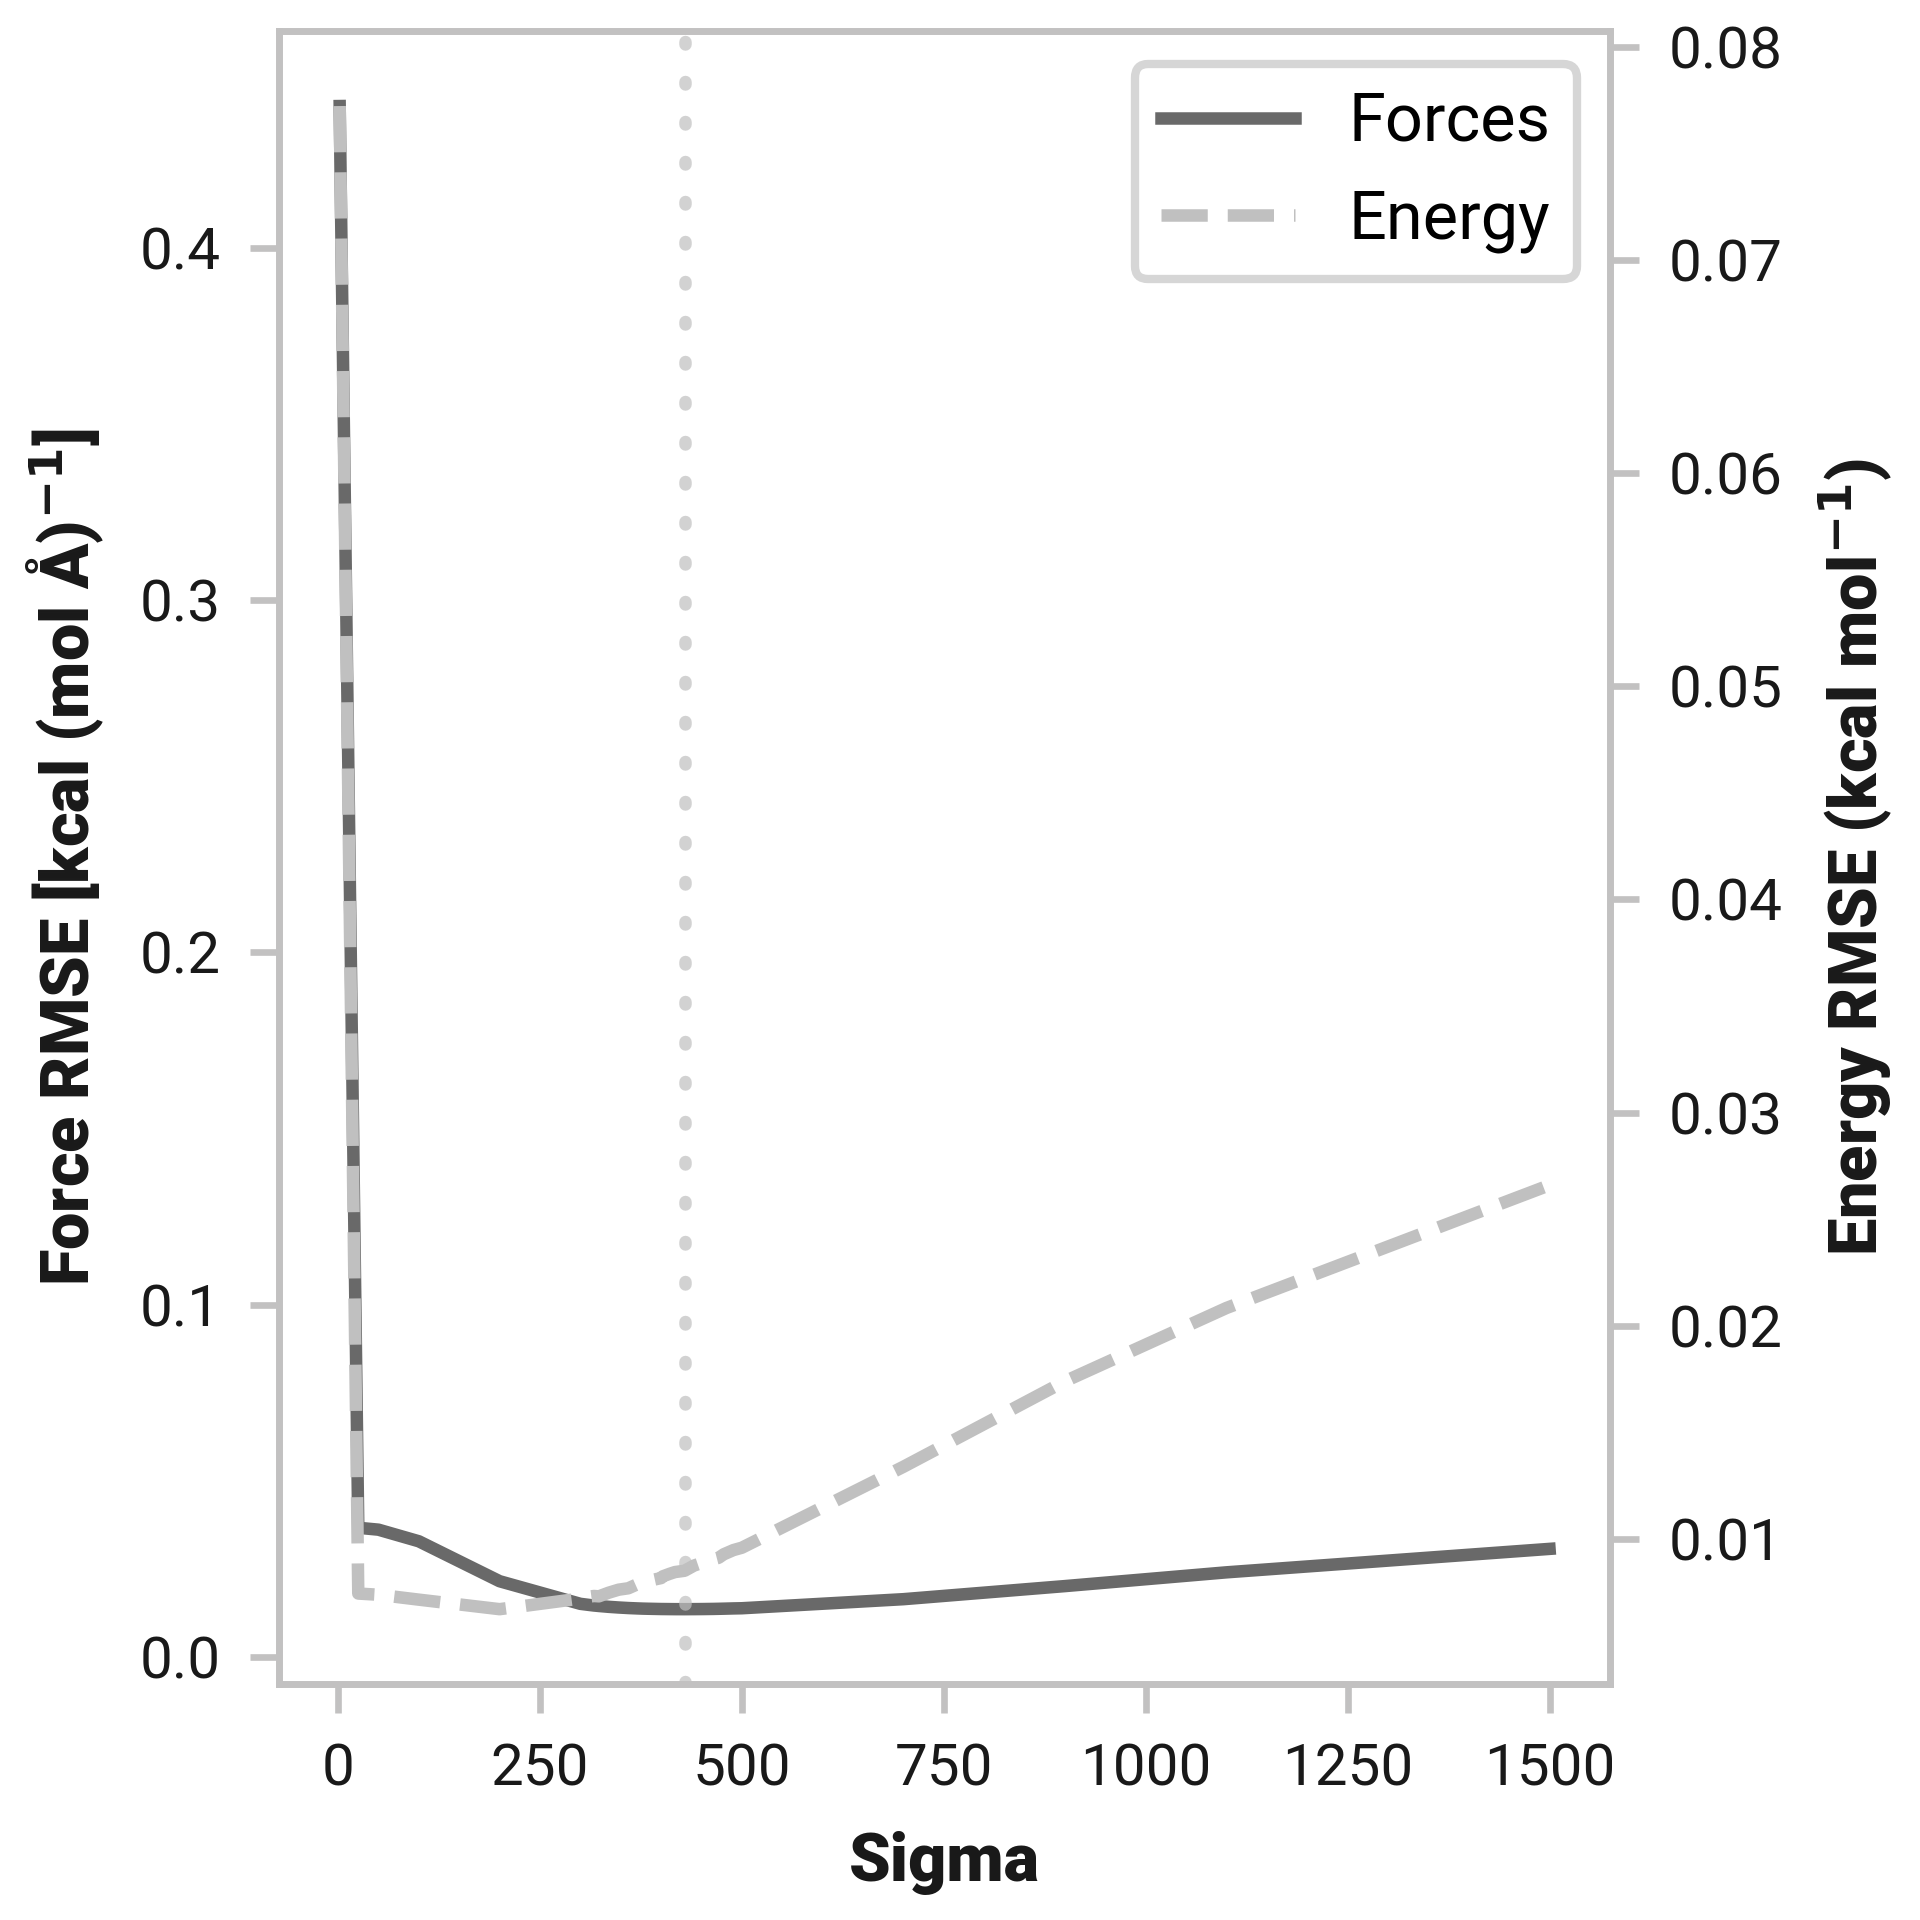 Forces
Energy
Force RMSE [kcal (mol Å)⁻¹]
0.4
0.3
0.2
0.1
0.0
0.08
0.07
0.06
0.05
0.04
0.03
0.02
0.01
Energy RMSE (kcal mol⁻¹)
0 250 500 750 1000 1250 1500
Sigma